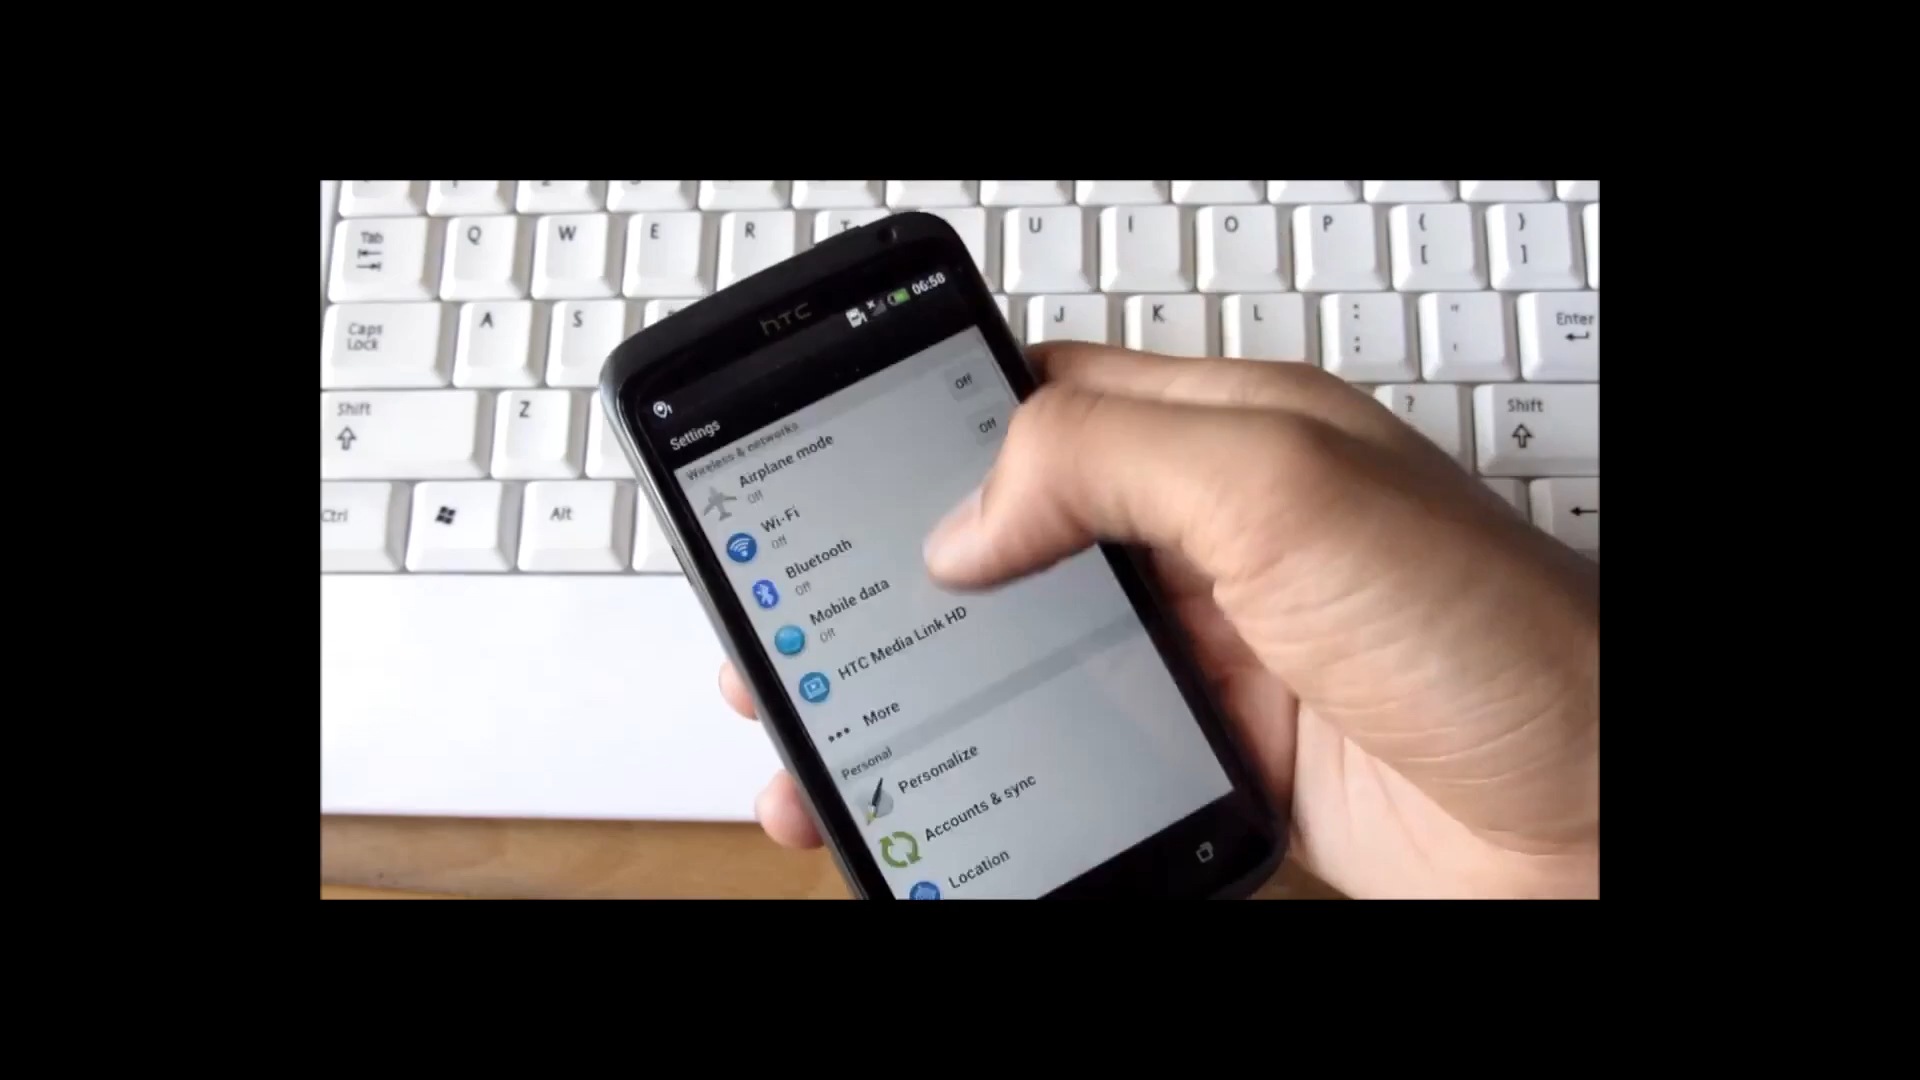 Tab Q W E R T U I O P { [ } ]
Caps Lock A S J K L : ; " ' Enter
Shift Z ? Shift
Ctrl Alt
hTC
06:50
Settings
Wireless & networks
Airplane mode
Off
Off
Wi-Fi
Off
Off
Bluetooth
Off
Mobile data
Off
HTC Media Link HD
More
Personal
Personalize
Accounts & sync
Location